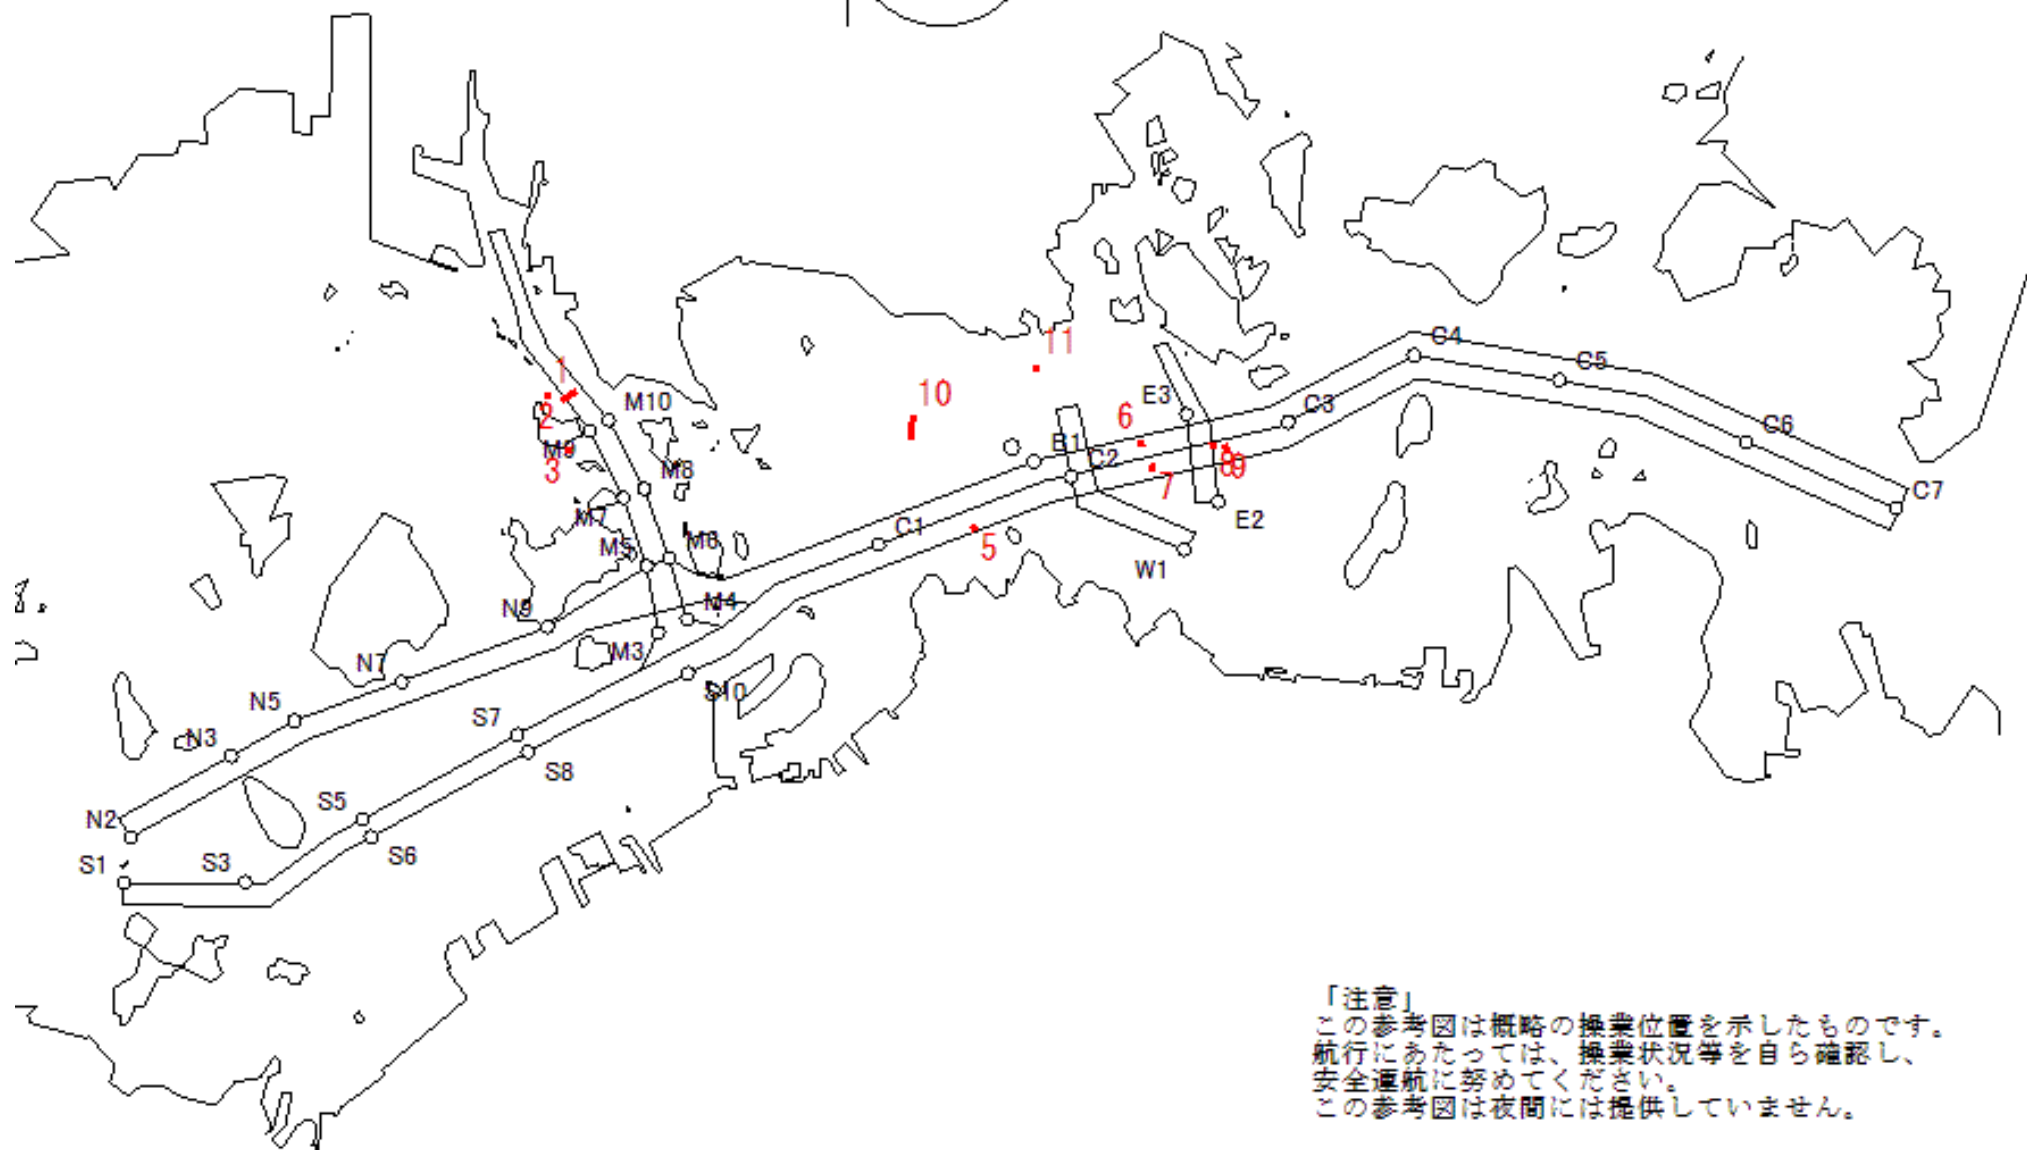 11
1
10
2
3
M10
M9
M8
M7
M5
M6
M4
M3
N9
N7
N5
N3
N2
S1
S3
S5
S6
S7
S8
S10
C1
5
B1
C2
6
7
E3
8
9
E2
W1
C3
C4
C5
C6
C7
「注意」
この参考図は概略の操業位置を示したものです。
航行にあたっては、操業状況等を自ら確認し、
安全運航に努めてください。
この参考図は夜間には提供していません。